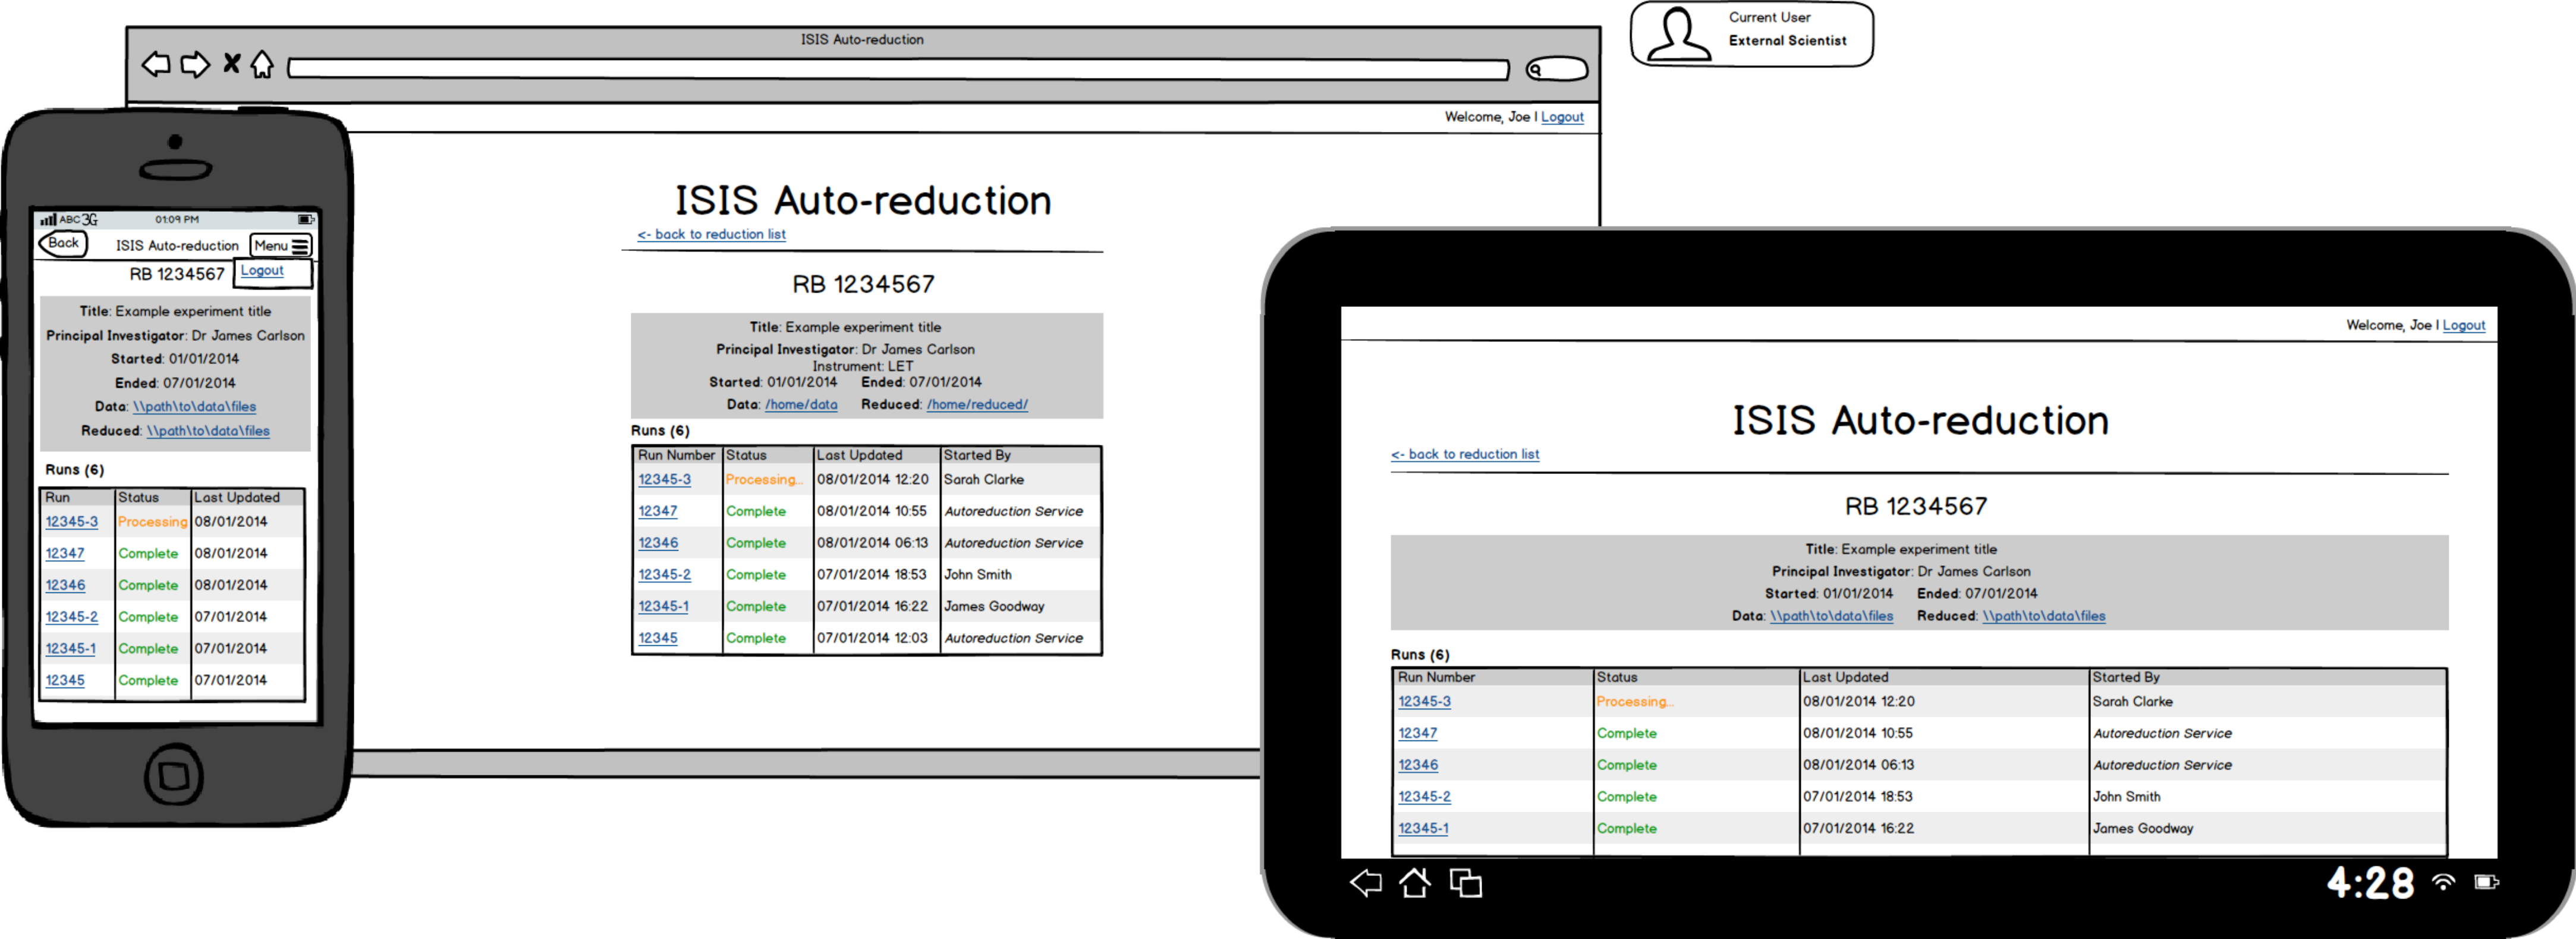 ISIS Auto-reduction
Current User
External Scientist
Welcome, Joe | Logout
ISIS Auto-reduction
<- back to reduction list
RB 1234567
Title: Example experiment title
Principal Investigator: Dr James Carlson
Instrument: LET
Started: 01/01/2014 Ended: 07/01/2014
Data: /home/data Reduced: /home/reduced/
Runs (6)
Run Number Status Last Updated Started By
12345-3 Processing... 08/01/2014 12:20 Sarah Clarke
12347 Complete 08/01/2014 10:55 Autoreduction Service
12346 Complete 08/01/2014 06:13 Autoreduction Service
12345-2 Complete 07/01/2014 18:53 John Smith
12345-1 Complete 07/01/2014 16:22 James Goodway
12345 Complete 07/01/2014 12:03 Autoreduction Service
ABC 3G 01:09 PM
Back ISIS Auto-reduction Menu
RB 1234567 Logout
Title: Example experiment title
Principal Investigator: Dr James Carlson
Started: 01/01/2014
Ended: 07/01/2014
Data: \\path\to\data\files
Reduced: \\path\to\data\files
Runs (6)
Run Status Last Updated
12345-3 Processing 08/01/2014
12347 Complete 08/01/2014
12346 Complete 08/01/2014
12345-2 Complete 07/01/2014
12345-1 Complete 07/01/2014
12345 Complete 07/01/2014
Welcome, Joe | Logout
ISIS Auto-reduction
<- back to reduction list
RB 1234567
Title: Example experiment title
Principal Investigator: Dr James Carlson
Started: 01/01/2014 Ended: 07/01/2014
Data: \\path\to\data\files Reduced: \\path\to\data\files
Runs (6)
Run Number Status Last Updated Started By
12345-3 Processing... 08/01/2014 12:20 Sarah Clarke
12347 Complete 08/01/2014 10:55 Autoreduction Service
12346 Complete 08/01/2014 06:13 Autoreduction Service
12345-2 Complete 07/01/2014 18:53 John Smith
12345-1 Complete 07/01/2014 16:22 James Goodway
4:28